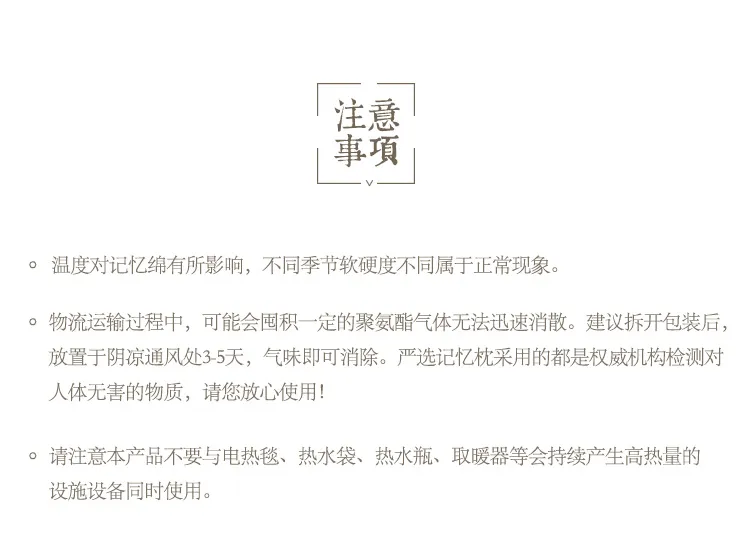 注意
事項
温度对记忆绵有所影响，不同季节软硬度不同属于正常现象。
物流运输过程中，可能会囤积一定的聚氨酯气体无法迅速消散。建议拆开包装后，
放置于阴凉通风处3-5天，气味即可消除。严选记忆枕采用的都是权威机构检测对
人体无害的物质，请您放心使用！
请注意本产品不要与电热毯、热水袋、热水瓶、取暖器等会持续产生高热量的
设施设备同时使用。